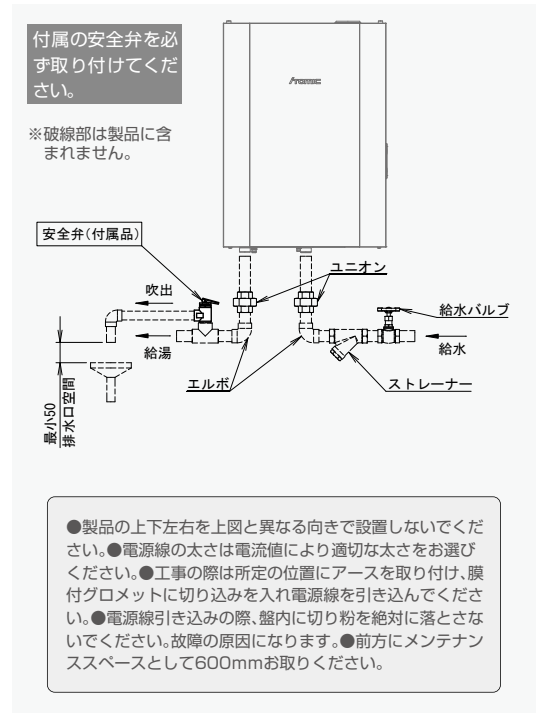 付属の安全弁を必
ず取り付けてくだ
さい。
※破線部は製品に含
まれません。
Atomic
安全弁(付属品)
吹出
ユニオン
給水バルブ
給湯
給水
エルボ
ストレーナー
最小50
排水口空間
●製品の上下左右を上図と異なる向きで設置しないでくだ
さい。●電源線の太さは電流値により適切な太さをお選び
ください。●工事の際は所定の位置にアースを取り付け、膜
付グロメットに切り込みを入れ電源線を引き込んでくださ
い。●電源線引き込みの際、盤内に切り粉を絶対に落とさな
いでください。故障の原因になります。●前方にメンテナン
ススペースとして600mmお取りください。